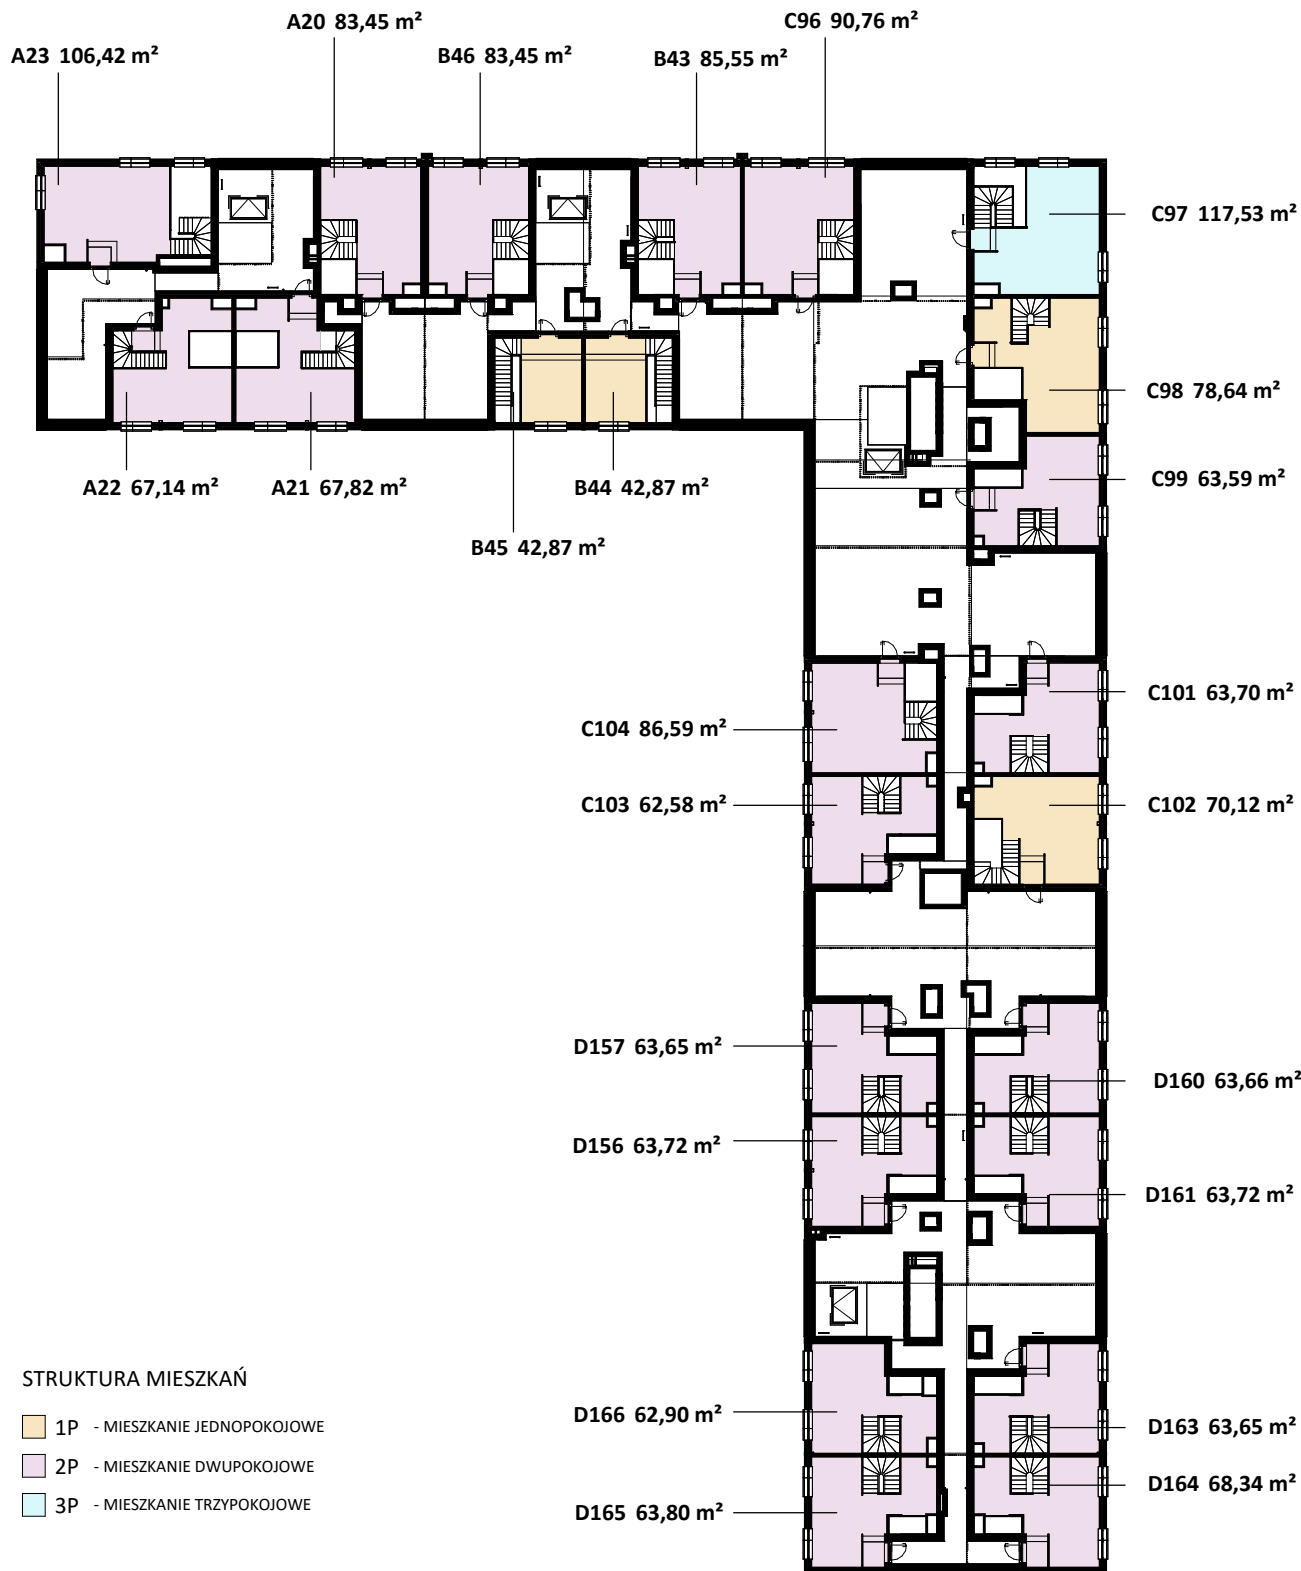 A20 83,45 m²
C96 90,76 m²
A23 106,42 m²
B46 83,45 m²
B43 85,55 m²
C97 117,53 m²
C98 78,64 m²
C99 63,59 m²
A22 67,14 m²
A21 67,82 m²
B44 42,87 m²
B45 42,87 m²
C101 63,70 m²
C104 86,59 m²
C103 62,58 m²
C102 70,12 m²
D157 63,65 m²
D160 63,66 m²
D156 63,72 m²
D161 63,72 m²
D166 62,90 m²
D163 63,65 m²
D164 68,34 m²
D165 63,80 m²
STRUKTURA MIESZKAŃ
1P - MIESZKANIE JEDNOPOKOJOWE
2P - MIESZKANIE DWUPOKOJOWE
3P - MIESZKANIE TRZYPOKOJOWE